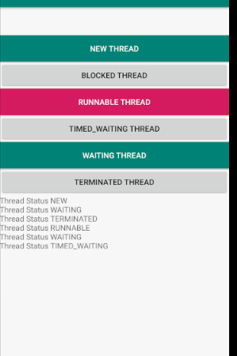 NEW THREAD
BLOCKED THREAD
RUNNABLE THREAD
TIMED_WAITING THREAD
WAITING THREAD
TERMINATED THREAD
Thread Status NEW
Thread Status WAITING
Thread Status TERMINATED
Thread Status RUNNABLE
Thread Status WAITING
Thread Status TIMED_WAITING